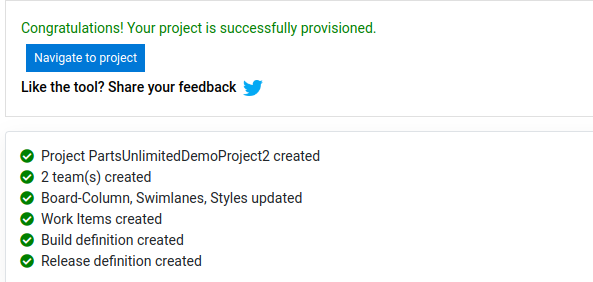 Congratulations! Your project is successfully provisioned.
Navigate to project
Like the tool? Share your feedback
Project PartsUnlimitedDemoProject2 created
2 team(s) created
Board-Column, Swimlanes, Styles updated
Work Items created
Build definition created
Release definition created